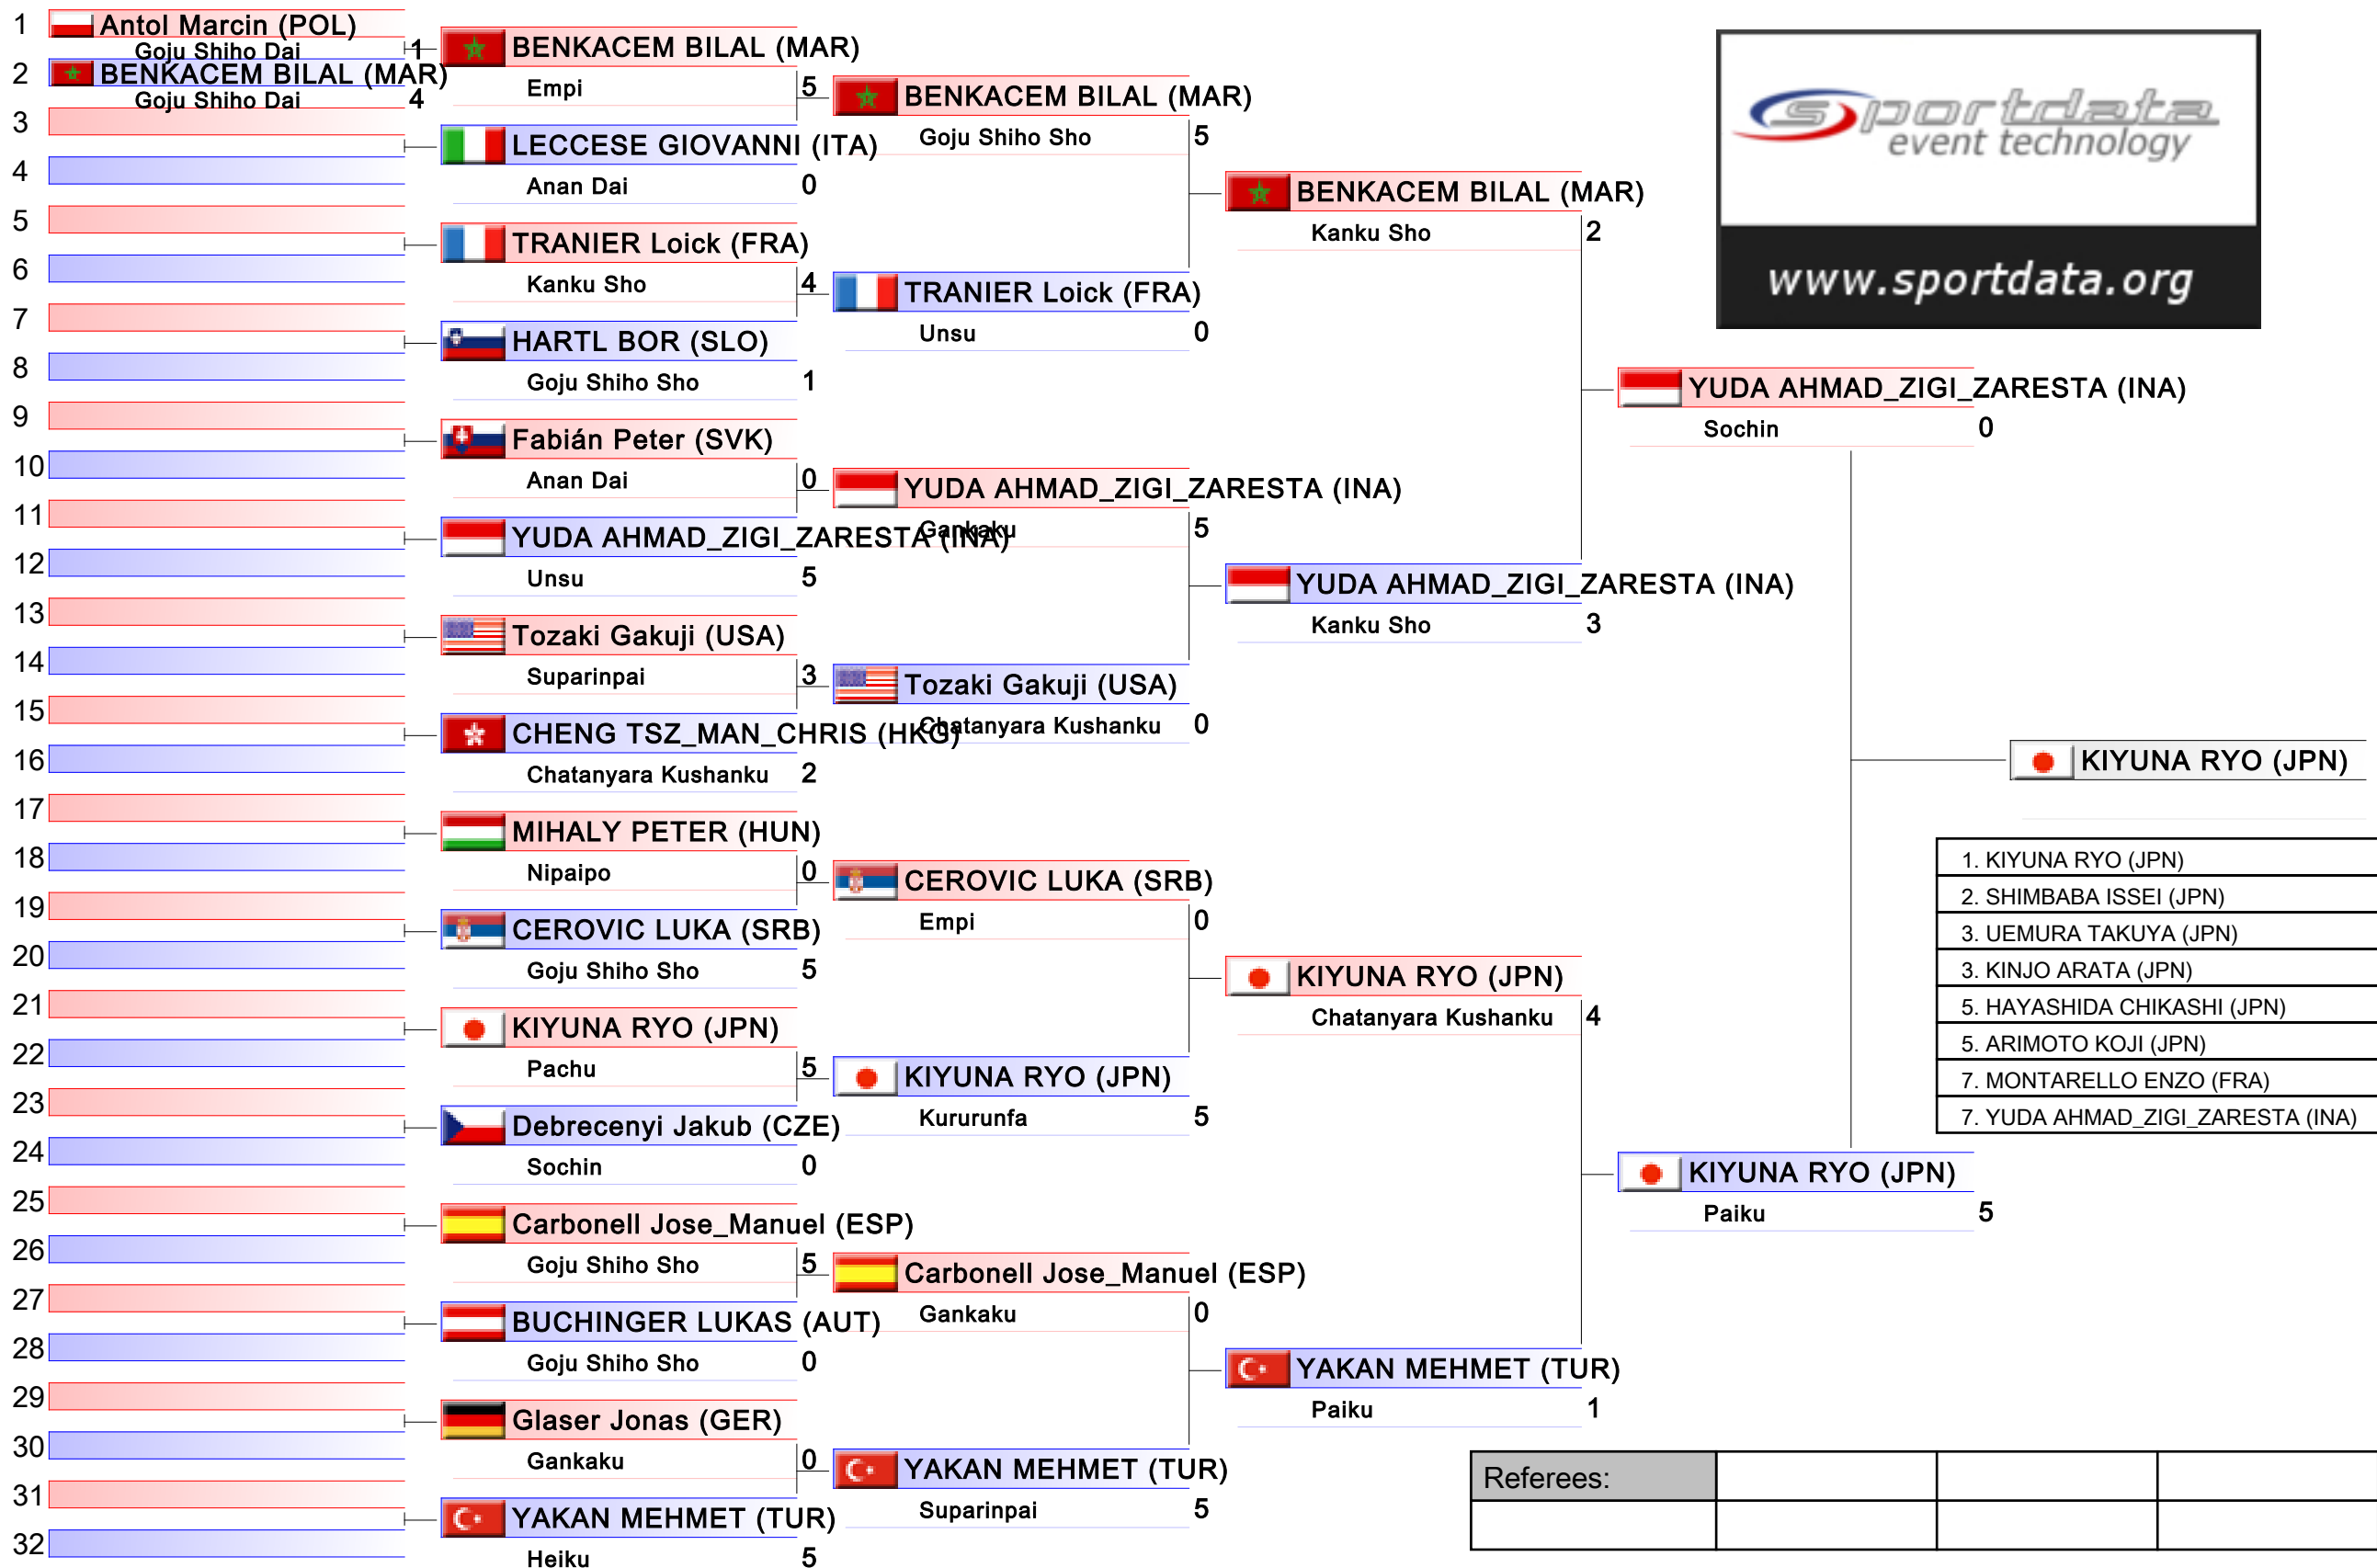 1
Antol Marcin (POL)
Goju Shiho Dai
1
2
BENKACEM BILAL (MAR)
Goju Shiho Dai
4
3
4
5
6
7
8
9
10
11
12
13
14
15
16
17
18
19
20
21
22
23
24
25
26
27
28
29
30
31
32
BENKACEM BILAL (MAR)
Empi
5
LECCESE GIOVANNI (ITA)
Anan Dai
0
TRANIER Loick (FRA)
Kanku Sho
4
HARTL BOR (SLO)
Goju Shiho Sho
1
Fabián Peter (SVK)
Anan Dai
0
YUDA AHMAD_ZIGI_ZARESTA (INA)
Unsu
5
Tozaki Gakuji (USA)
Suparinpai
3
CHENG TSZ_MAN_CHRIS (HKG)
Chatanyara Kushanku
2
MIHALY PETER (HUN)
Nipaipo
0
CEROVIC LUKA (SRB)
Goju Shiho Sho
5
KIYUNA RYO (JPN)
Pachu
5
Debrecenyi Jakub (CZE)
Sochin
0
Carbonell Jose_Manuel (ESP)
Goju Shiho Sho
5
BUCHINGER LUKAS (AUT)
Goju Shiho Sho
0
Glaser Jonas (GER)
Gankaku
0
YAKAN MEHMET (TUR)
Heiku
5
BENKACEM BILAL (MAR)
Goju Shiho Sho
5
TRANIER Loick (FRA)
Unsu
0
YUDA AHMAD_ZIGI_ZARESTA (INA)
Gankaku
5
Tozaki Gakuji (USA)
Chatanyara Kushanku
0
CEROVIC LUKA (SRB)
Empi
0
KIYUNA RYO (JPN)
Kururunfa
5
Carbonell Jose_Manuel (ESP)
Gankaku
0
YAKAN MEHMET (TUR)
Suparinpai
5
BENKACEM BILAL (MAR)
Kanku Sho
2
YUDA AHMAD_ZIGI_ZARESTA (INA)
Kanku Sho
3
KIYUNA RYO (JPN)
Chatanyara Kushanku
4
YAKAN MEHMET (TUR)
Paiku
1
YUDA AHMAD_ZIGI_ZARESTA (INA)
Sochin
0
KIYUNA RYO (JPN)
Paiku
5
KIYUNA RYO (JPN)
sportdata
event technology
www.sportdata.org
1. KIYUNA RYO (JPN)
2. SHIMBABA ISSEI (JPN)
3. UEMURA TAKUYA (JPN)
3. KINJO ARATA (JPN)
5. HAYASHIDA CHIKASHI (JPN)
5. ARIMOTO KOJI (JPN)
7. MONTARELLO ENZO (FRA)
7. YUDA AHMAD_ZIGI_ZARESTA (INA)
Referees: